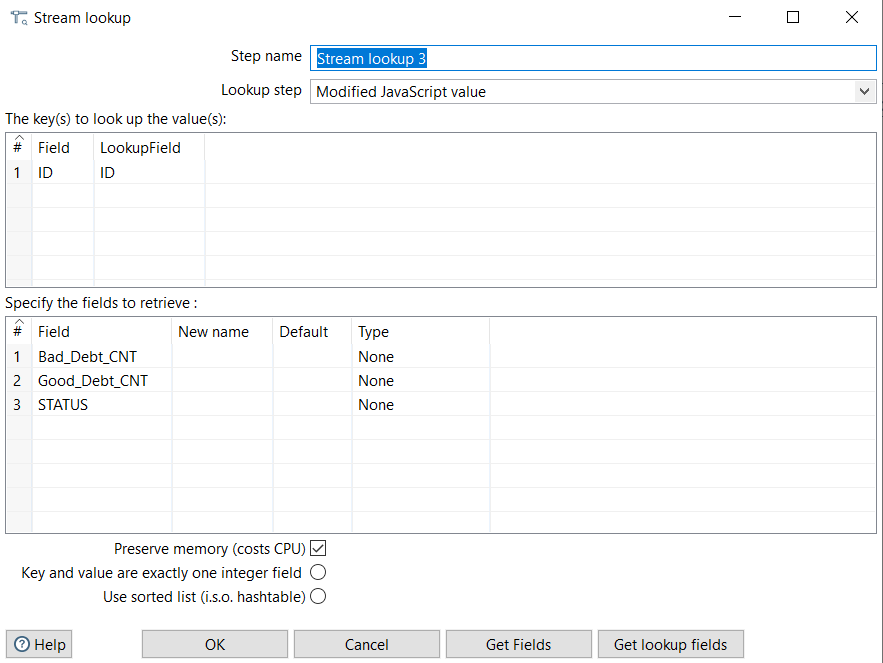 Stream lookup
Step name Stream lookup 3
Lookup step Modified JavaScript value
The key(s) to look up the value(s):
# Field LookupField
1 ID ID
Specify the fields to retrieve :
# Field New name Default Type
1 Bad_Debt_CNT None
2 Good_Debt_CNT None
3 STATUS None
Preserve memory (costs CPU)
Key and value are exactly one integer field
Use sorted list (i.s.o. hashtable)
? Help OK Cancel Get Fields Get lookup fields